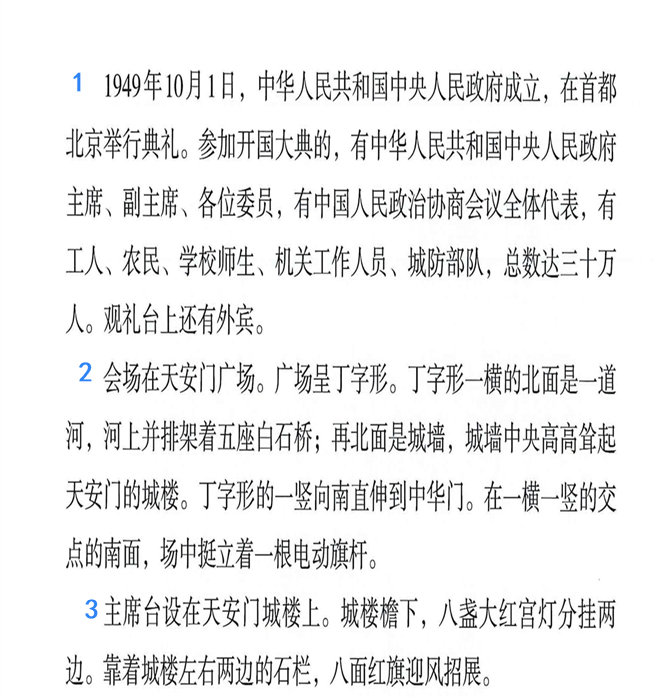 1 1949年10月1日，中华人民共和国中央人民政府成立，在首都
北京举行典礼。参加开国大典的，有中华人民共和国中央人民政府
主席、副主席、各位委员，有中国人民政治协商会议全体代表，有
工人、农民、学校师生、机关工作人员、城防部队，总数达三十万
人。观礼台上还有外宾。
2 会场在天安门广场。广场呈丁字形。丁字形一横的北面是一道
河，河上并排架着五座白石桥；再北面是城墙，城墙中央高高耸起
天安门的城楼。丁字形的一竖向南直伸到中华门。在一横一竖的交
点的南面，场中挺立着一根电动旗杆。
3 主席台设在天安门城楼上。城楼檐下，八盏大红宫灯分挂两
边。靠着城楼左右两边的石栏，八面红旗迎风招展。